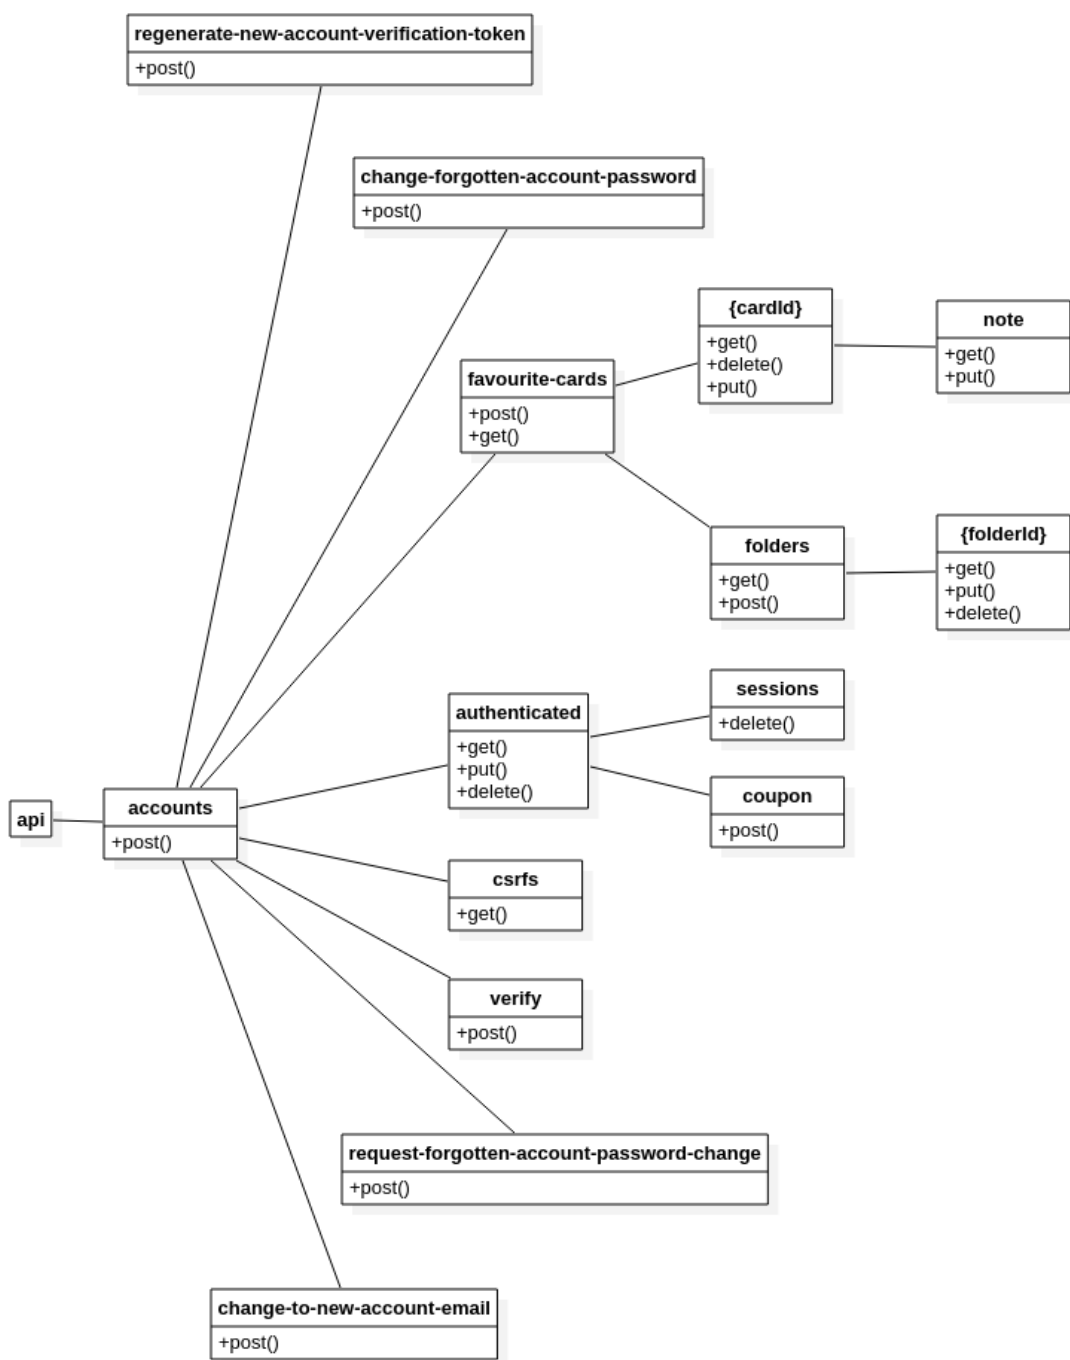 regenerate-new-account-verification-token
+post()
change-forgotten-account-password
+post()
{cardId}
+get()
+delete()
+put()
note
+get()
+put()
favourite-cards
+post()
+get()
folders
+get()
+post()
{folderId}
+get()
+put()
+delete()
authenticated
+get()
+put()
+delete()
sessions
+delete()
coupon
+post()
api
accounts
+post()
csrfs
+get()
verify
+post()
request-forgotten-account-password-change
+post()
change-to-new-account-email
+post()